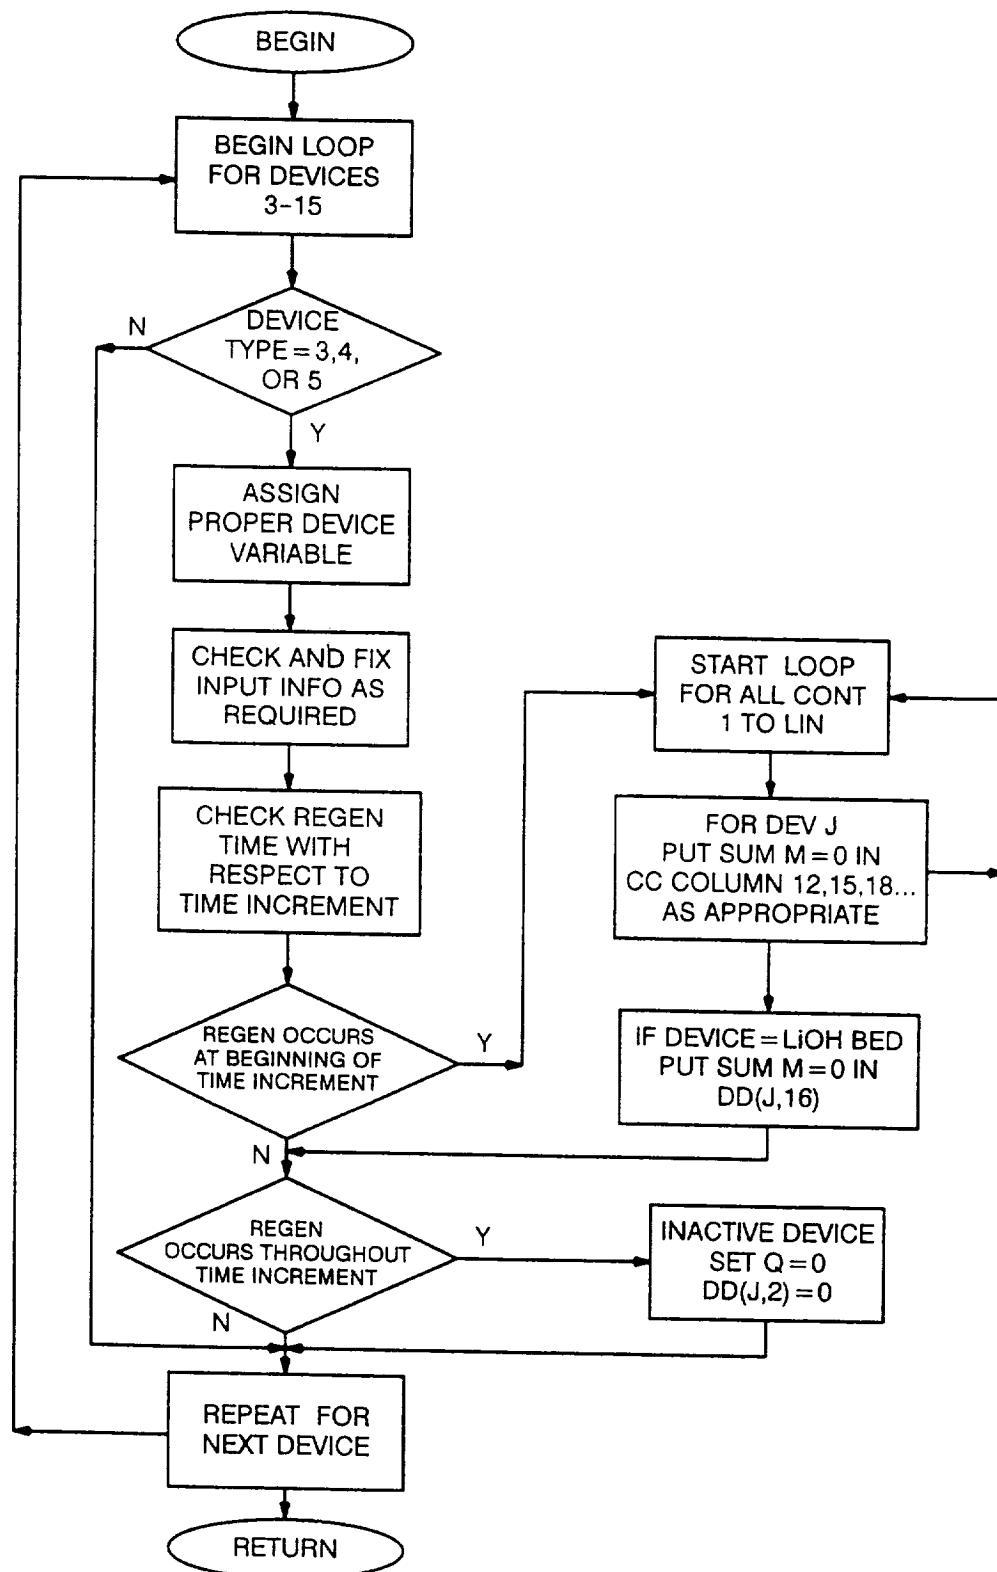 BEGIN
BEGIN LOOP
FOR DEVICES
3-15
N
DEVICE
TYPE=3,4,
OR 5
Y
ASSIGN
PROPER DEVICE
VARIABLE
CHECK AND FIX
INPUT INFO AS
REQUIRED
CHECK REGEN
TIME WITH
RESPECT TO
TIME INCREMENT
REGEN OCCURS
AT BEGINNING OF
TIME INCREMENT
Y
N
START LOOP
FOR ALL CONT
1 TO LIN
FOR DEV J
PUT SUM M=0 IN
CC COLUMN 12,15,18...
AS APPROPRIATE
IF DEVICE=LiOH BED
PUT SUM M=0 IN
DD(J,16)
REGEN
OCCURS THROUGHOUT
TIME INCREMENT
Y
N
INACTIVE DEVICE
SET Q=0
DD(J,2)=0
REPEAT FOR
NEXT DEVICE
RETURN